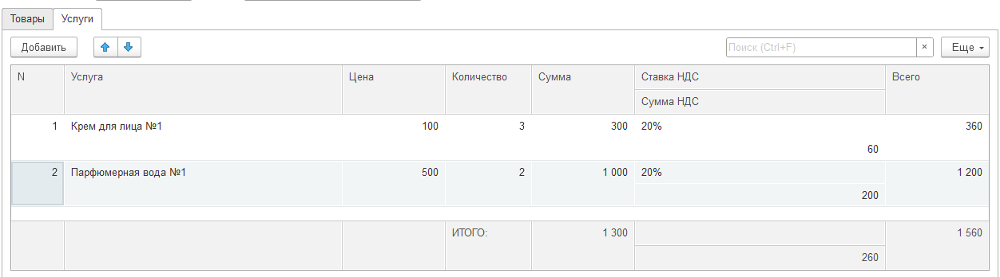 Товары Услуги
Добавить Поиск (Ctrl+F) × Еще
N Услуга Цена Количество Сумма Ставка НДС Всего
Сумма НДС
1 Крем для лица №1 100 3 300 20% 360
60
2 Парфюмерная вода №1 500 2 1 000 20% 1 200
200
ИТОГО: 1 300 1 560
260